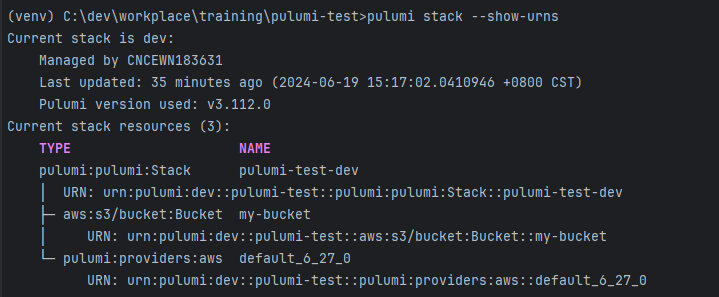 (venv) C:\dev\workplace\training\pulumi-test>pulumi stack --show-urns
Current stack is dev:
    Managed by CNCEWN183631
    Last updated: 35 minutes ago (2024-06-19 15:17:02.0410946 +0800 CST)
    Pulumi version used: v3.112.0
Current stack resources (3):
    TYPE                     NAME
    pulumi:pulumi:Stack      pulumi-test-dev
    │  URN: urn:pulumi:dev::pulumi-test::pulumi:pulumi:Stack::pulumi-test-dev
    ├─ aws:s3/bucket:Bucket  my-bucket
    │     URN: urn:pulumi:dev::pulumi-test::aws:s3/bucket:Bucket::my-bucket
    └─ pulumi:providers:aws  default_6_27_0
          URN: urn:pulumi:dev::pulumi-test::pulumi:providers:aws::default_6_27_0